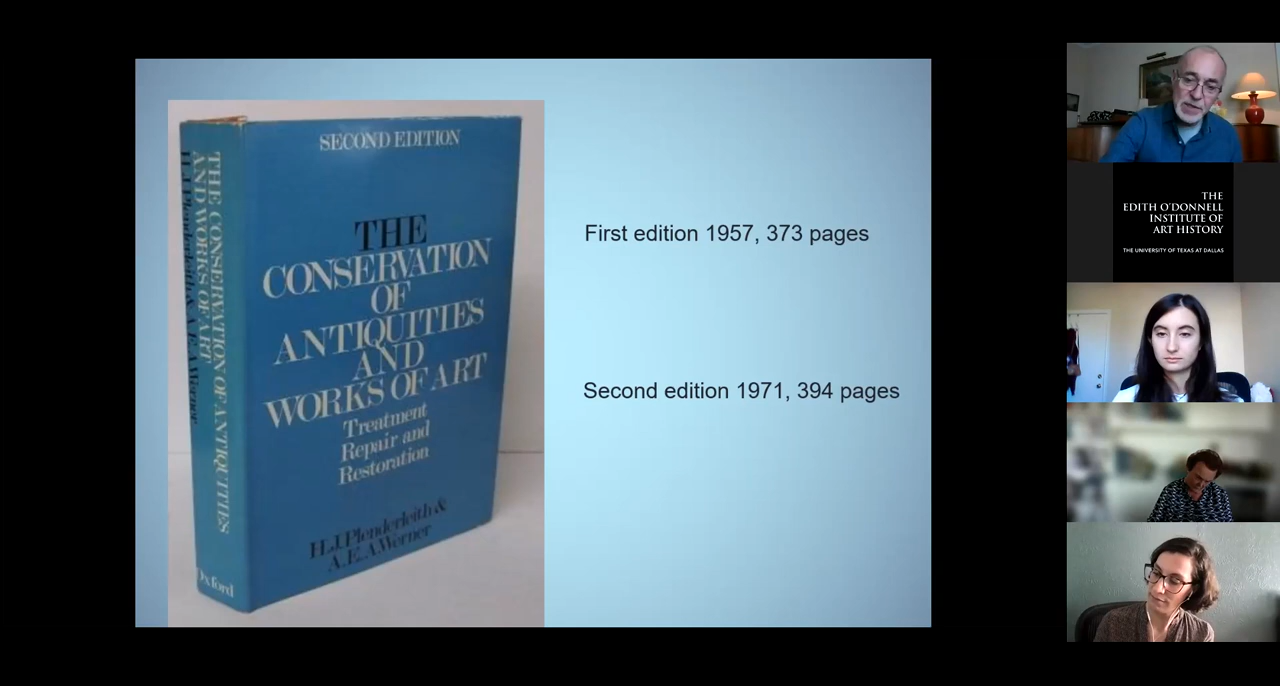 SECOND EDITION
THE
CONSERVATION
OF
ANTIQUITIES
AND
WORKS OF ART
Treatment
Repair and
Restoration
H.J.Plenderleith &
A.E.A.Werner
THE CONSERVATION OF ANTIQUITIES
AND WORKS OF ART
H.J.Plenderleith & A.E.A.Werner
Oxford
First edition 1957, 373 pages
Second edition 1971, 394 pages
THE
EDITH O'DONNELL
INSTITUTE OF
ART HISTORY
THE UNIVERSITY OF TEXAS AT DALLAS